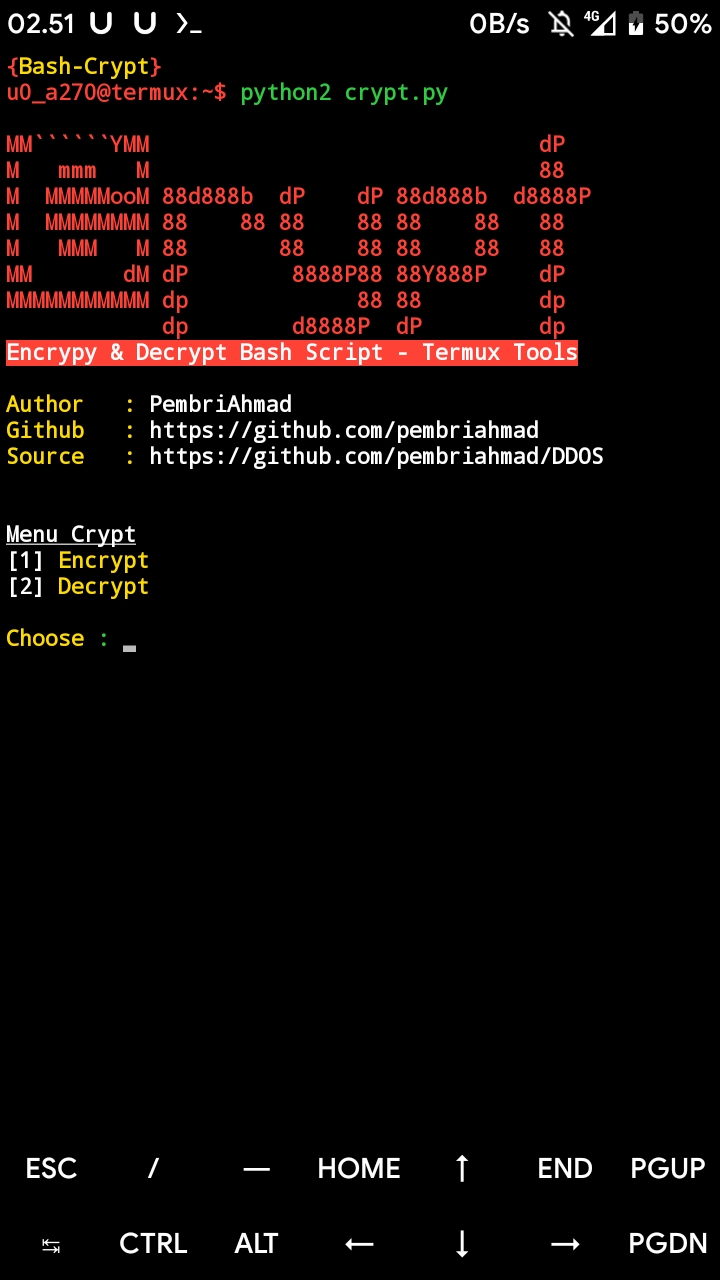 02.51 U U ❯_ 0B/s 4G 50%
{Bash-Crypt}
u0_a270@termux:~$ python2 crypt.py
MM``````YMM                              dP
M   mmm   M                              88
M  MMMMMooM 88d888b  dP    dP 88d888b  d8888P
M  MMMMMMMM 88    88 88    88 88    88   88
M   MMM   M 88       88    88 88    88   88
MM       dM dP        8888P88 88Y888P    dP
MMMMMMMMMMM dp             88 88         dp
            dp        d8888P  dP         dp
Encrypy & Decrypt Bash Script - Termux Tools
Author   : PembriAhmad
Github   : https://github.com/pembriahmad
Source   : https://github.com/pembriahmad/DDOS
Menu Crypt
[1] Encrypt
[2] Decrypt
Choose : _
ESC / — HOME ↑ END PGUP
↹ CTRL ALT ← ↓ → PGDN